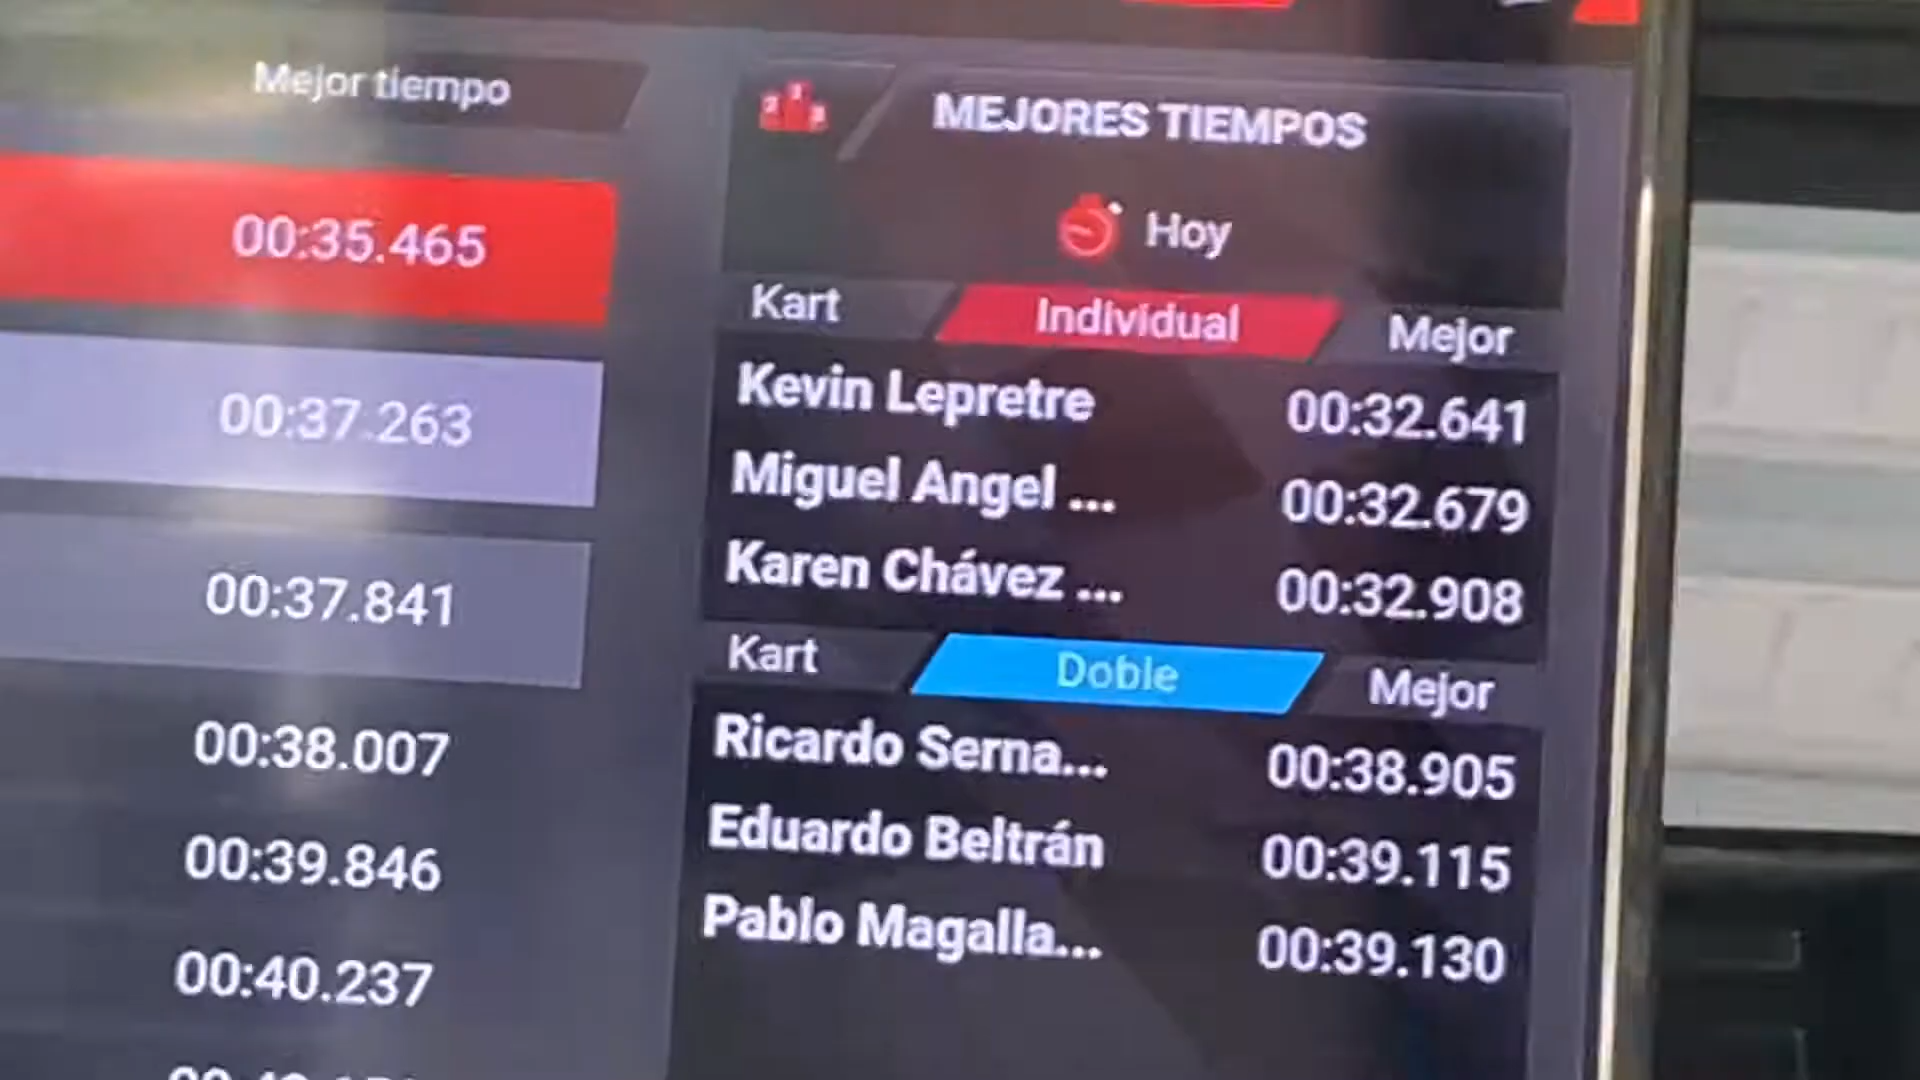 Mejor tiempo
00:35.465
00:37.263
00:37.841
00:38.007
00:39.846
00:40.237
MEJORES TIEMPOS
Hoy
Kart Individual Mejor
Kevin Lepretre 00:32.641
Miguel Angel ... 00:32.679
Karen Chávez ... 00:32.908
Kart Doble Mejor
Ricardo Serna... 00:38.905
Eduardo Beltrán 00:39.115
Pablo Magalla... 00:39.130